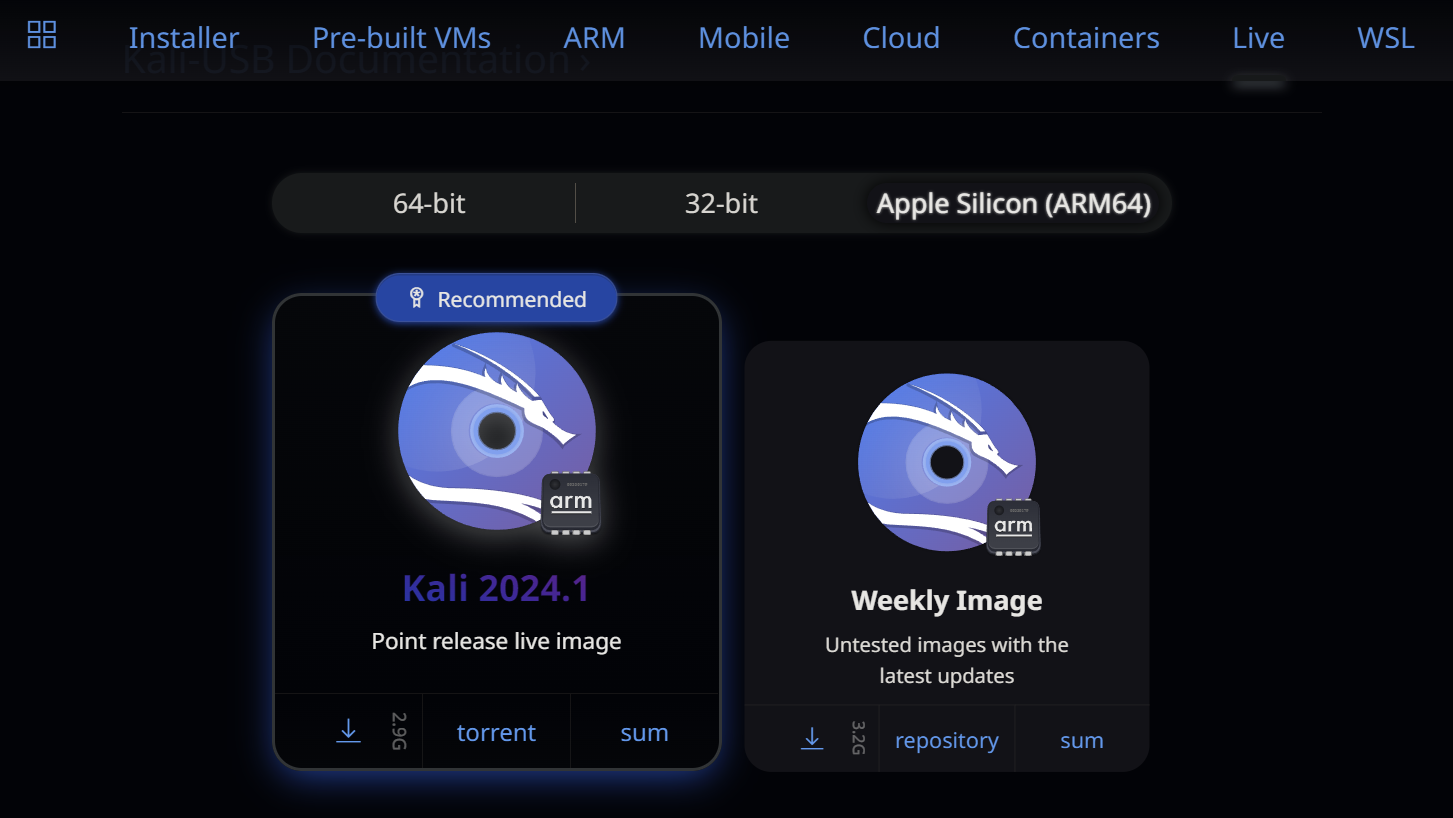 Installer
Pre-built VMs
ARM
Mobile
Cloud
Containers
Live
WSL
Kali-USB Documentation ›
64-bit
32-bit
Apple Silicon (ARM64)
Recommended
arm
Kali 2024.1
Point release live image
2.9G
torrent
sum
arm
Weekly Image
Untested images with the
latest updates
3.2G
repository
sum